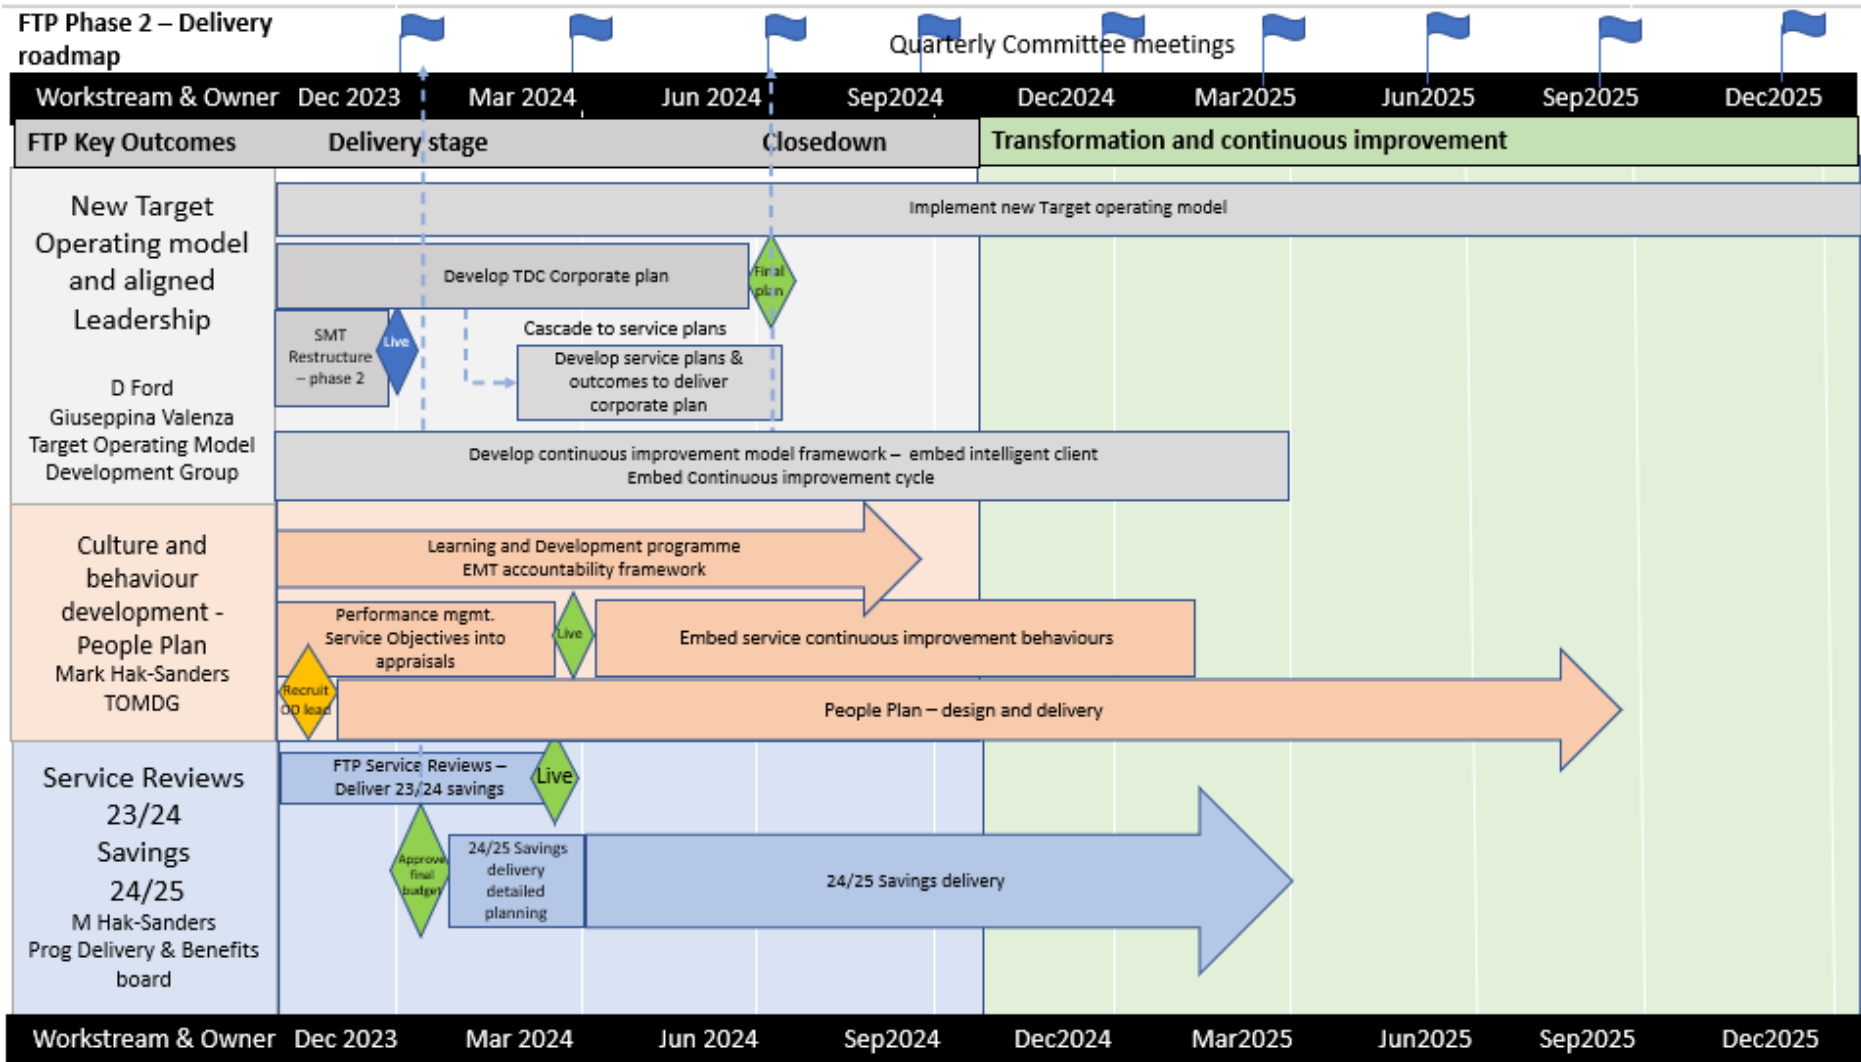 FTP Phase 2 – Delivery
roadmap
Quarterly Committee meetings
Workstream & Owner Dec 2023 Mar 2024 Jun 2024 Sep2024 Dec2024 Mar2025 Jun2025 Sep2025 Dec2025
FTP Key Outcomes Delivery stage Closedown Transformation and continuous improvement
New Target
Operating model
and aligned
Leadership
D Ford
Giuseppina Valenza
Target Operating Model
Development Group
Implement new Target operating model
Develop TDC Corporate plan
Final
plan
SMT
Restructure
– phase 2
Live
Cascade to service plans
Develop service plans &
outcomes to deliver
corporate plan
Develop continuous improvement model framework – embed intelligent client
Embed Continuous improvement cycle
Culture and
behaviour
development -
People Plan
Mark Hak-Sanders
TOMDG
Learning and Development programme
EMT accountability framework
Performance mgmt.
Service Objectives into
appraisals
Live
Embed service continuous improvement behaviours
Recruit
OD lead
People Plan – design and delivery
Service Reviews
23/24
Savings
24/25
M Hak-Sanders
Prog Delivery & Benefits
board
FTP Service Reviews –
Deliver 23/24 savings
Live
Approve
final
budget
24/25 Savings
delivery
detailed
planning
24/25 Savings delivery
Workstream & Owner Dec 2023 Mar 2024 Jun 2024 Sep2024 Dec2024 Mar2025 Jun2025 Sep2025 Dec2025